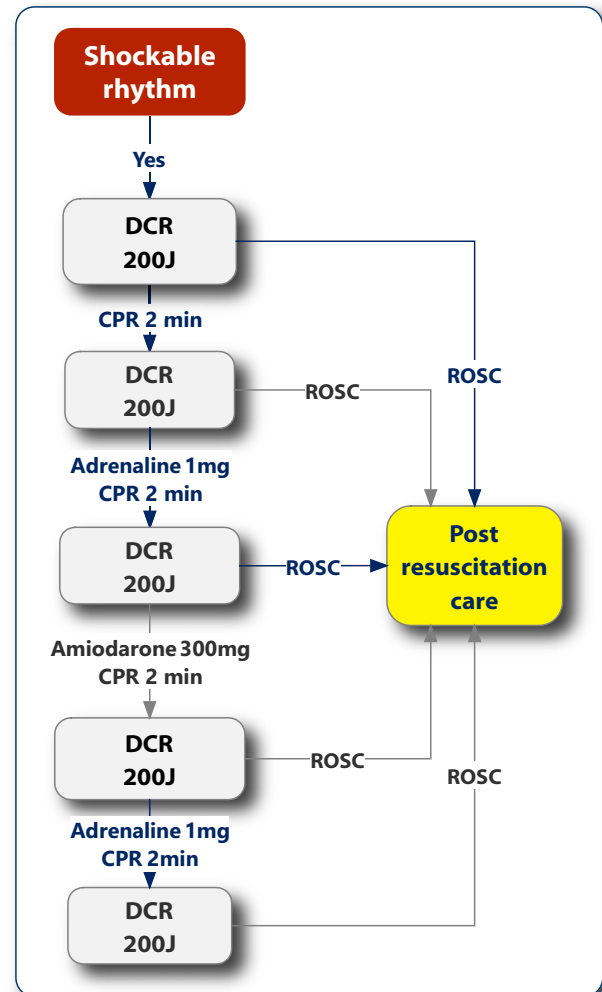 Shockable
rhythm
Yes
DCR
200J
CPR 2 min
DCR
200J
ROSC
ROSC
Adrenaline 1mg
CPR 2 min
DCR
200J
ROSC
Post
resuscitation
care
Amiodarone 300mg
CPR 2 min
DCR
200J
ROSC
ROSC
Adrenaline 1mg
CPR 2min
DCR
200J